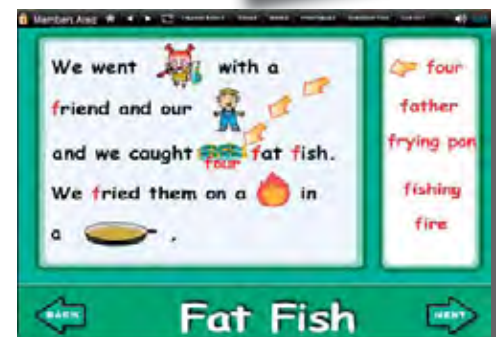 Members Area
We went with a
friend and our
and we caught four fat fish.
We fried them on a in
a .
four
father
frying pan
fishing
fire
BACK
Fat Fish
NEXT